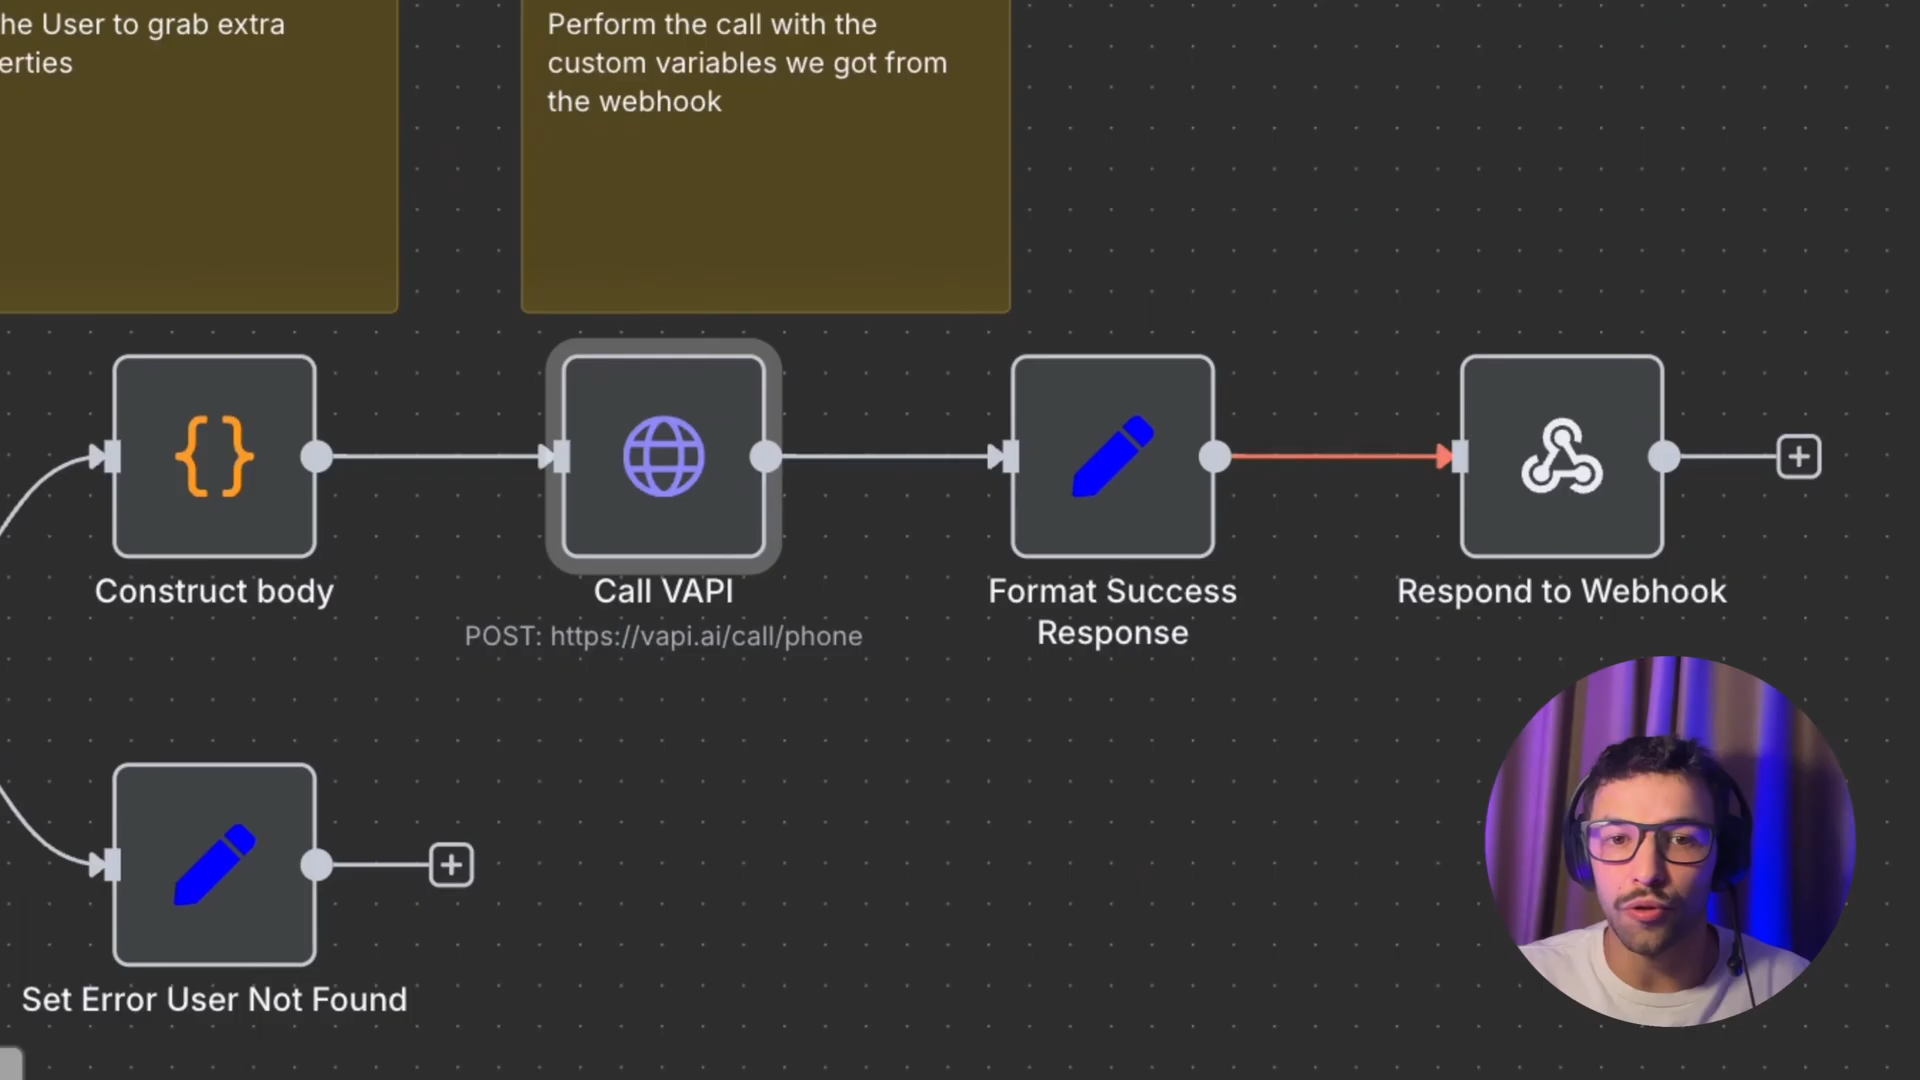 he User to grab extra
erties
Perform the call with the
custom variables we got from
the webhook
Construct body
Call VAPI
POST: https://vapi.ai/call/phone
Format Success
Response
Respond to Webhook
Set Error User Not Found